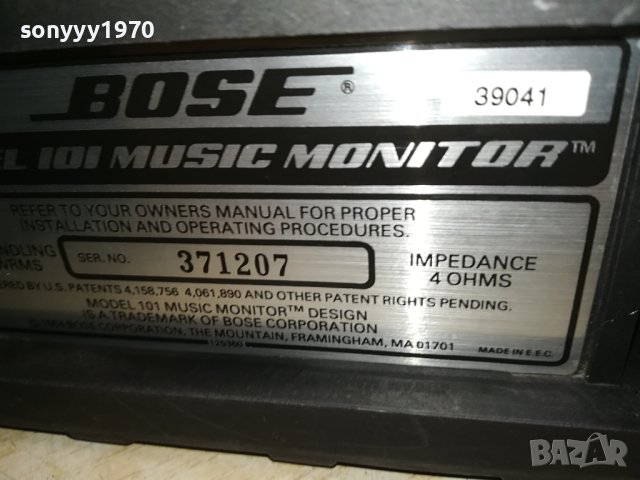 sonyyy1970
BOSE®
39041
EL 101 MUSIC MONITOR™
REFER TO YOUR OWNERS MANUAL FOR PROPER
INSTALLATION AND OPERATING PROCEDURES.
NDLING
RMS
SER. NO. 371207
IMPEDANCE
4 OHMS
ERED BY U.S. PATENTS 4,158,756 4,061,890 AND OTHER PATENT RIGHTS PENDING.
MODEL 101 MUSIC MONITOR™ DESIGN
IS A TRADEMARK OF BOSE CORPORATION
© 1984 BOSE CORPORATION, THE MOUNTAIN, FRAMINGHAM, MA 01701
MADE IN E.E.C.
BAZAR